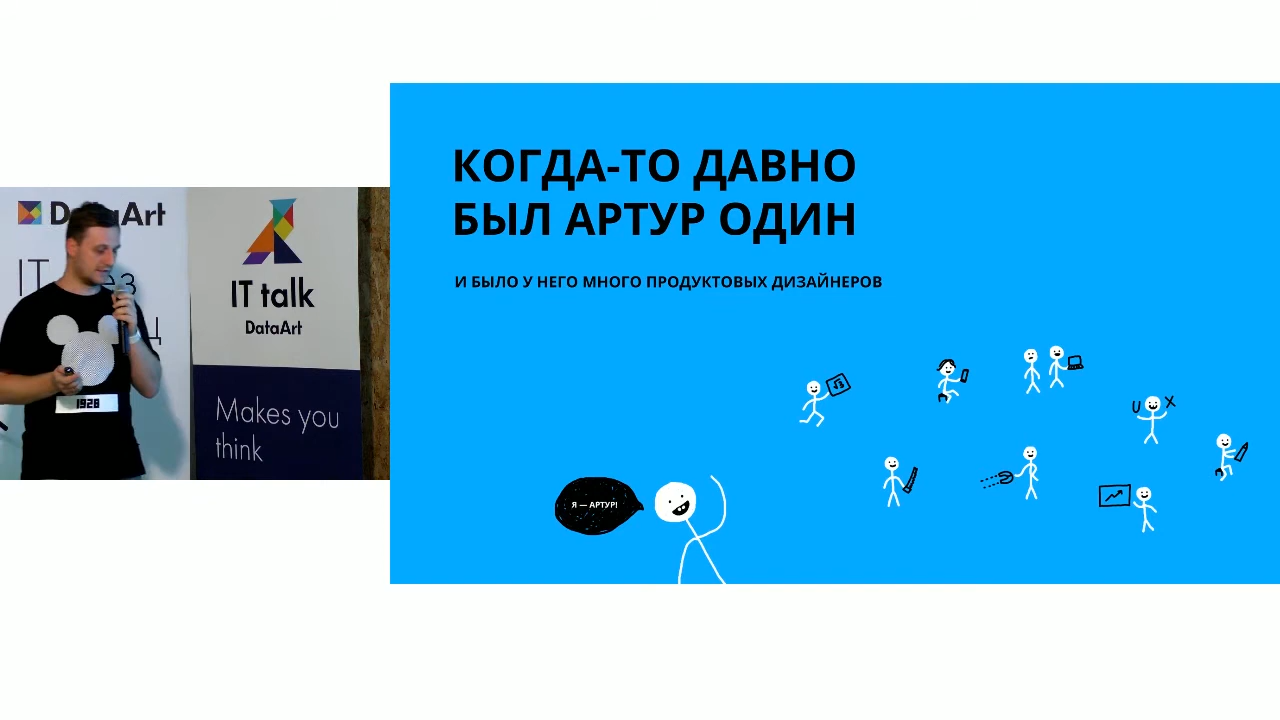 КОГДА-ТО ДАВНО
БЫЛ АРТУР ОДИН
И БЫЛО У НЕГО МНОГО ПРОДУКТОВЫХ ДИЗАЙНЕРОВ
Я — АРТУР!
U X
IT talk
DataArt
Makes you
think
1928
IT